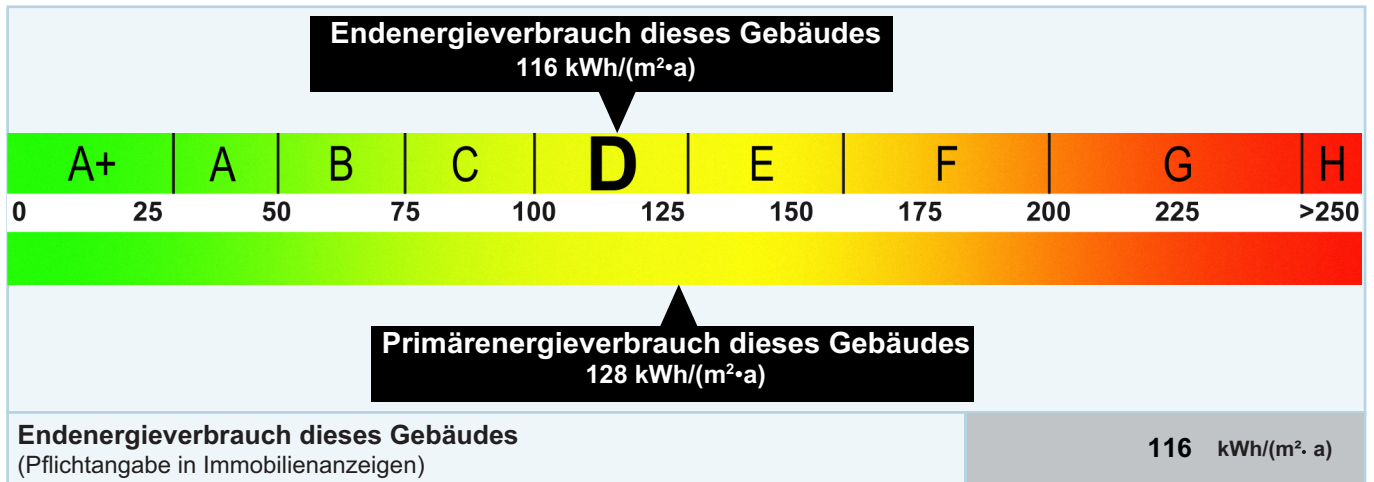 Endenergieverbrauch dieses Gebäudes
116 kWh/(m²•a)
A+ A B C D E F G H
0 25 50 75 100 125 150 175 200 225 >250
Primärenergieverbrauch dieses Gebäudes
128 kWh/(m²•a)
Endenergieverbrauch dieses Gebäudes
(Pflichtangabe in Immobilienanzeigen)
116 kWh/(m²· a)